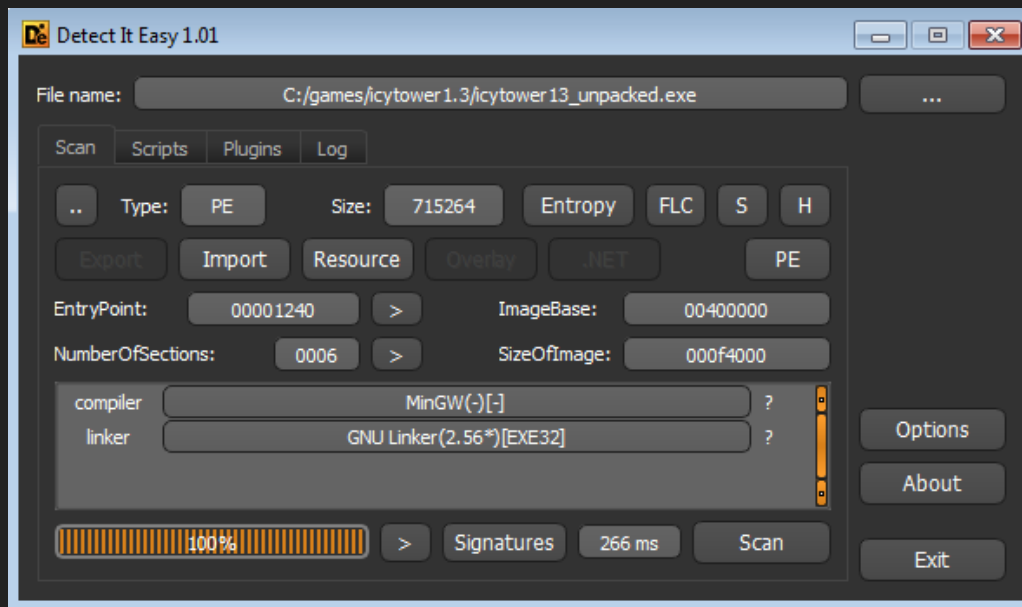 Detect It Easy 1.01
File name: C:/games/icytower1.3/icytower13_unpacked.exe ...
Scan Scripts Plugins Log
.. Type: PE Size: 715264 Entropy FLC S H
Export Import Resource Overlay .NET PE
EntryPoint: 00001240 > ImageBase: 00400000
NumberOfSections: 0006 > SizeOfImage: 000f4000
compiler MinGW(-)[-] ?
linker GNU Linker(2.56*)[EXE32] ?
Options
About
100% > Signatures 266 ms Scan
Exit